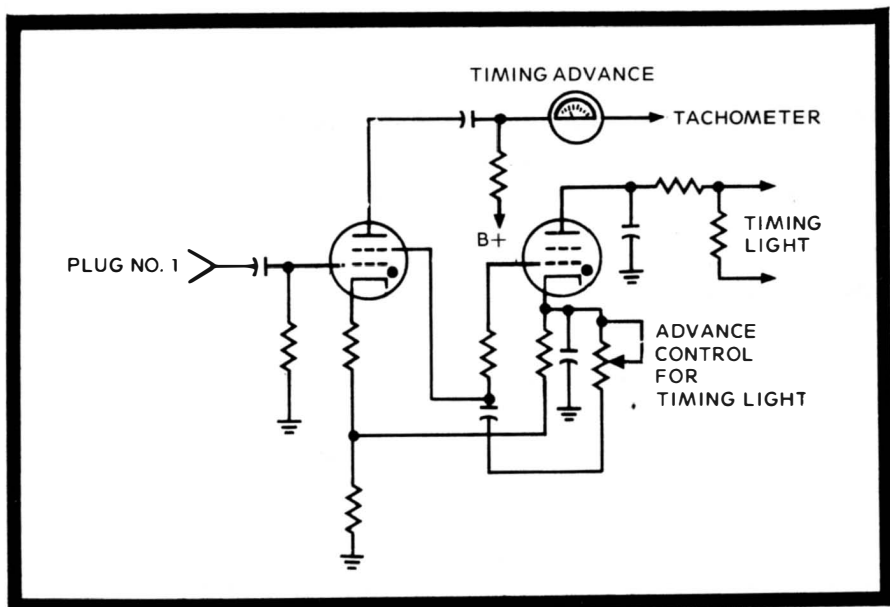 TIMING ADVANCE
TACHOMETER
B+
TIMING
LIGHT
PLUG NO. 1
ADVANCE
CONTROL
FOR
TIMING LIGHT